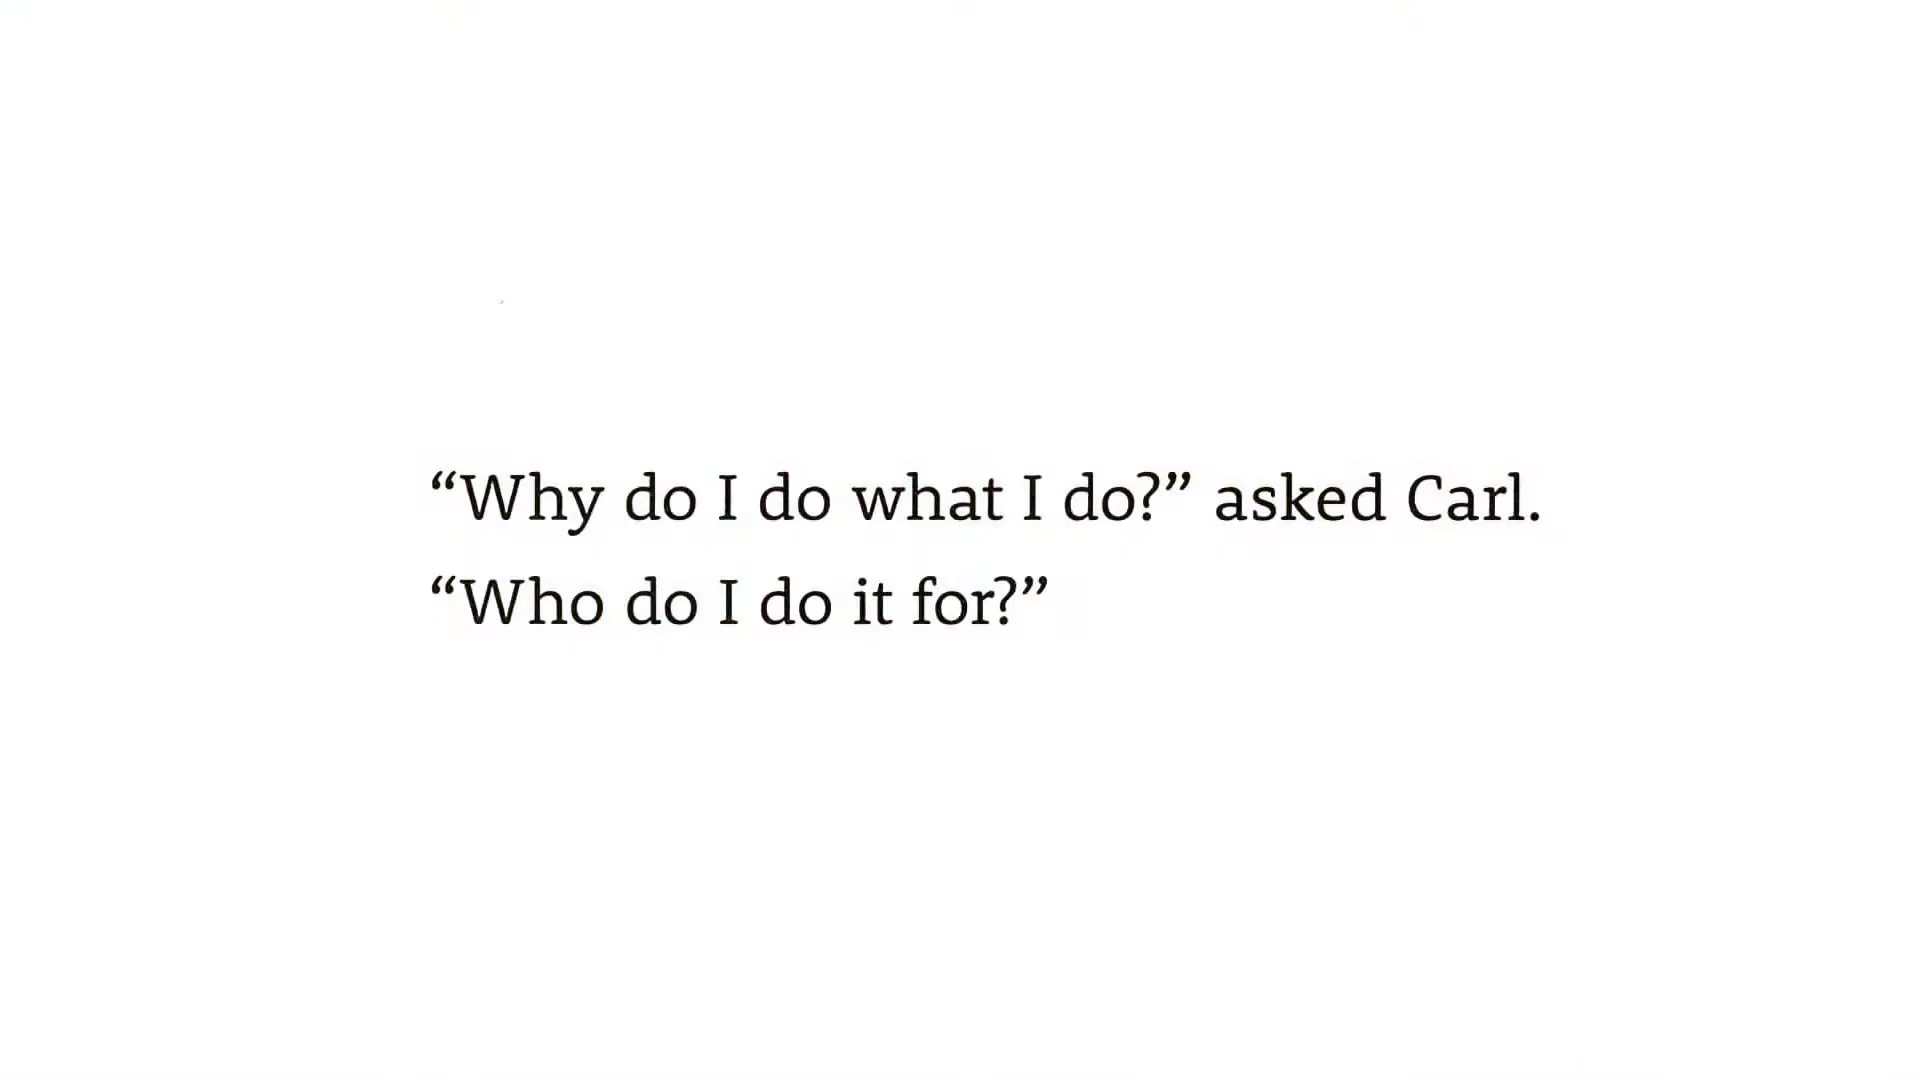 “Why do I do what I do?” asked Carl.
“Who do I do it for?”